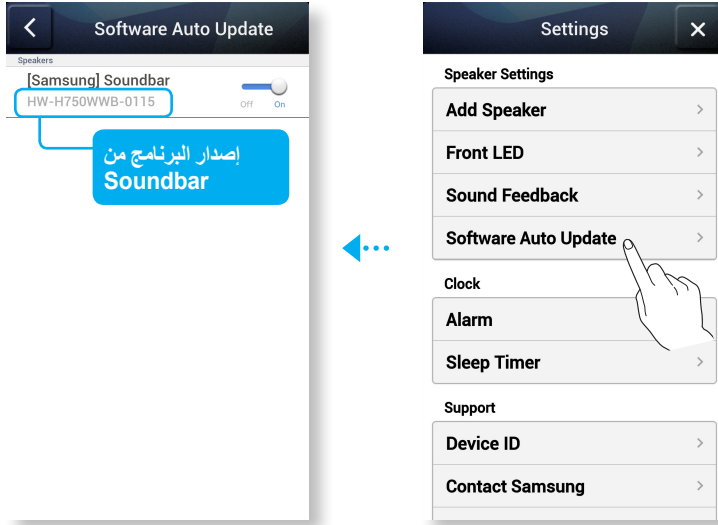 Software Auto Update
Speakers
[Samsung] Soundbar
HW-H750WWB-0115
Off On
إصدار البرنامج من
Soundbar
Settings
Speaker Settings
Add Speaker
Front LED
Sound Feedback
Software Auto Update
Clock
Alarm
Sleep Timer
Support
Device ID
Contact Samsung